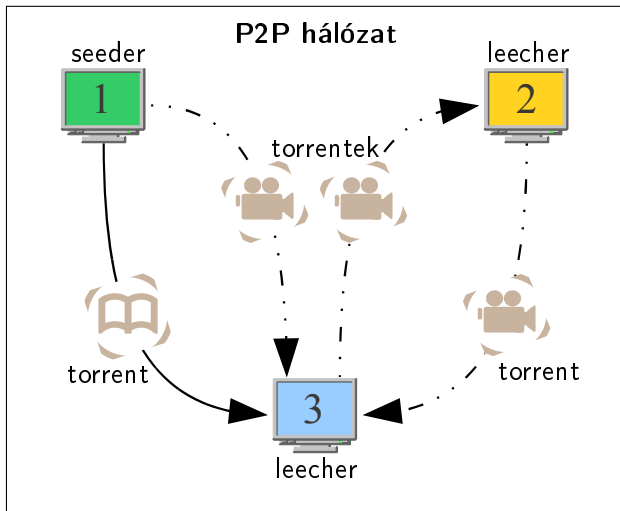 P2P hálózat
seeder
leecher
1
2
torrentek
torrent
torrent
3
leecher